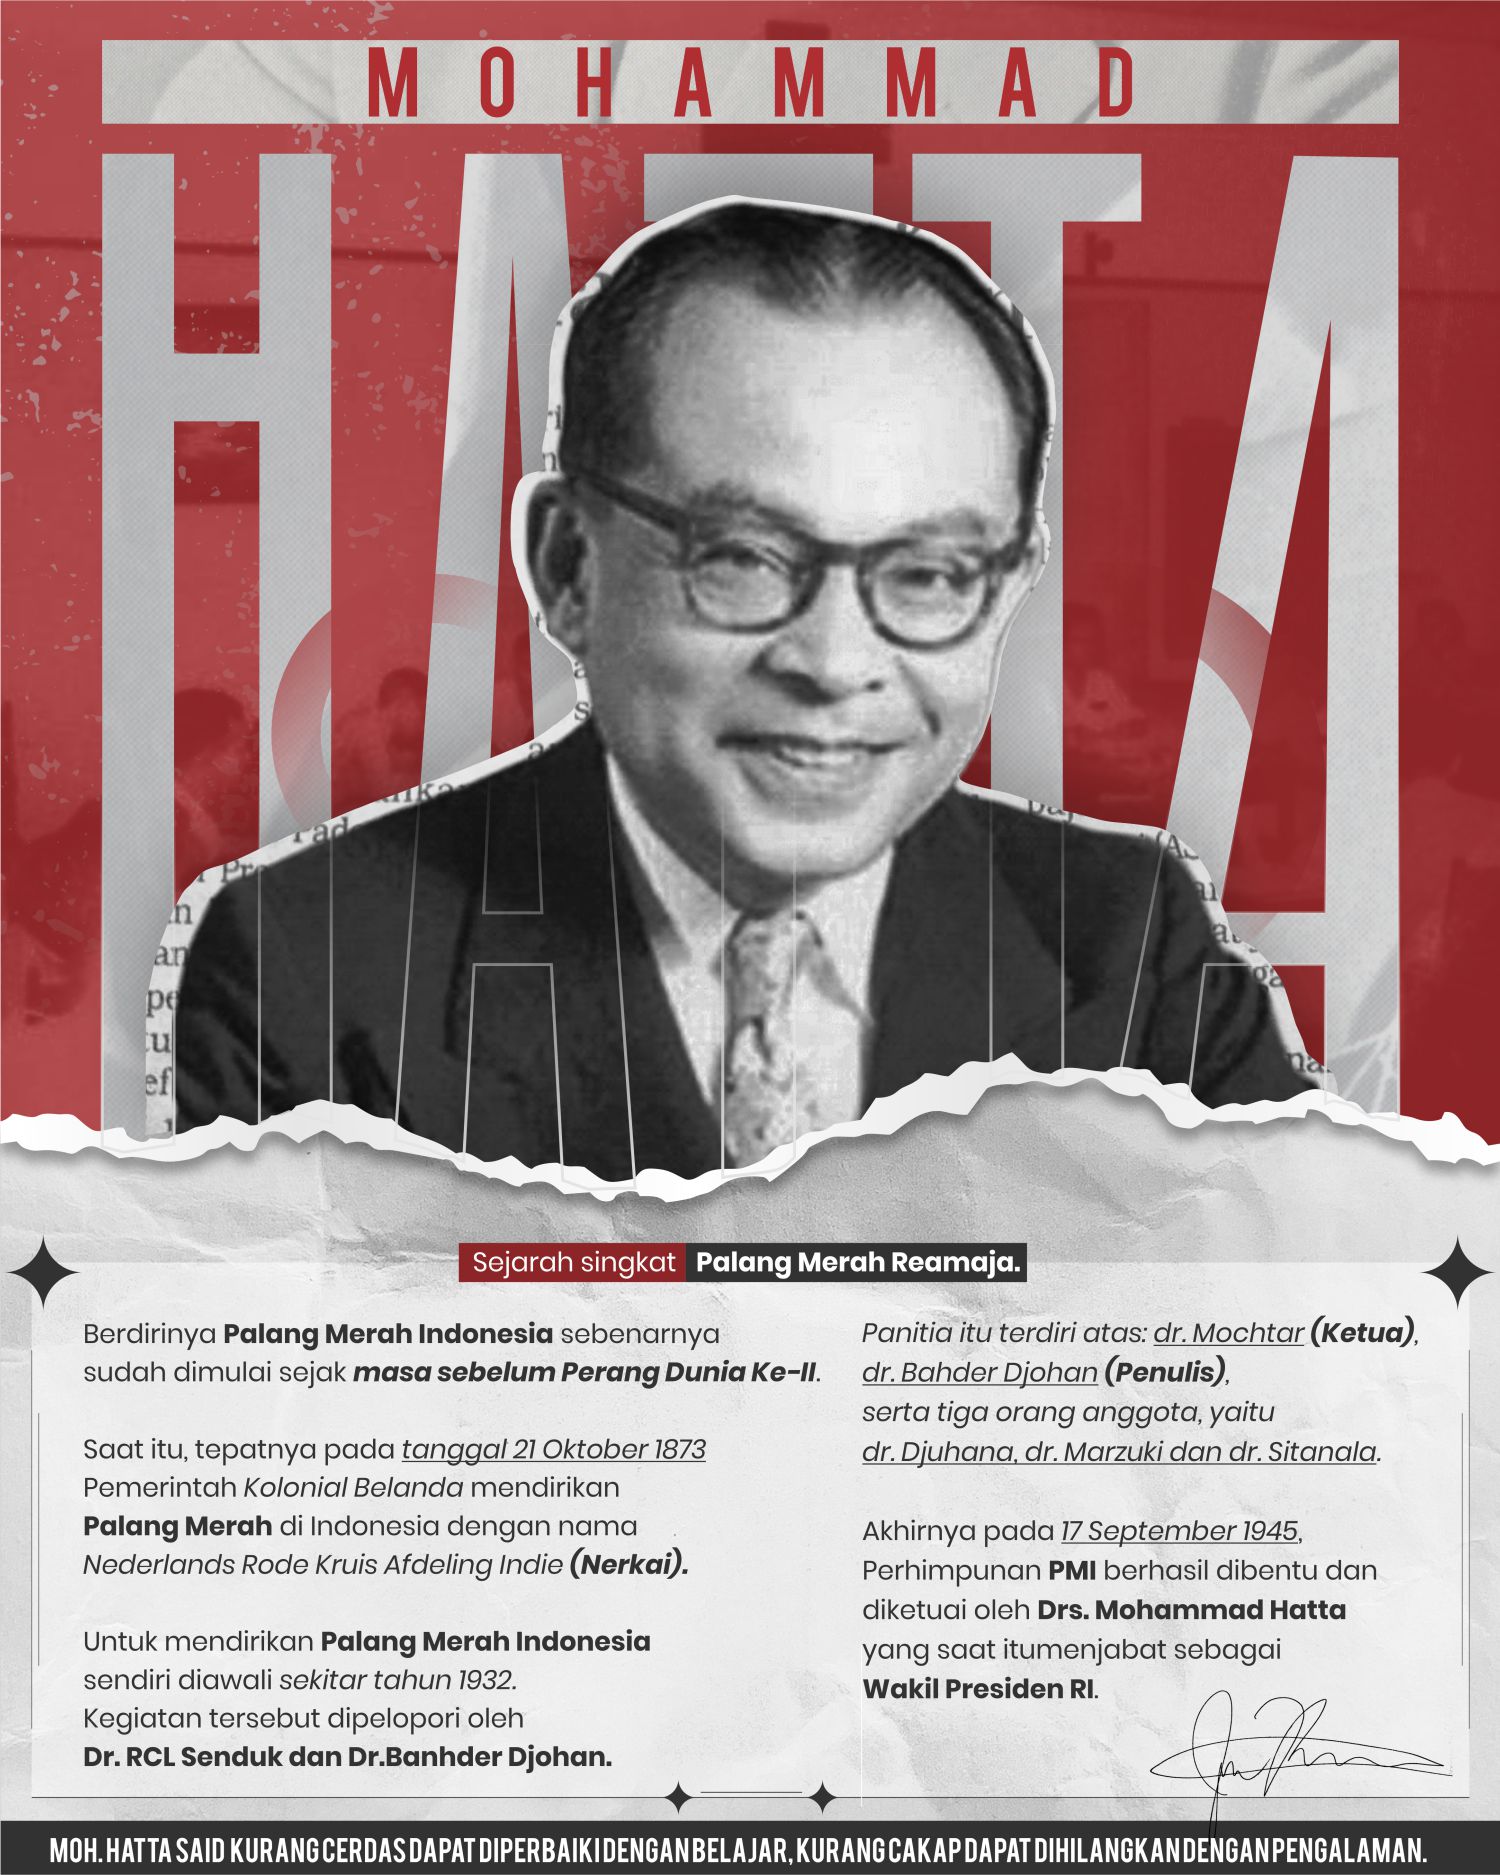 MOHAMMAD
HATTA
Sejarah singkat Palang Merah Reamaja.
Berdirinya Palang Merah Indonesia sebenarnya
sudah dimulai sejak masa sebelum Perang Dunia Ke-II.
Saat itu, tepatnya pada tanggal 21 Oktober 1873
Pemerintah Kolonial Belanda mendirikan
Palang Merah di Indonesia dengan nama
Nederlands Rode Kruis Afdeling Indie (Nerkai).
Untuk mendirikan Palang Merah Indonesia
sendiri diawali sekitar tahun 1932.
Kegiatan tersebut dipelopori oleh
Dr. RCL Senduk dan Dr.Banhder Djohan.
Panitia itu terdiri atas: dr. Mochtar (Ketua),
dr. Bahder Djohan (Penulis),
serta tiga orang anggota, yaitu
dr. Djuhana, dr. Marzuki dan dr. Sitanala.
Akhirnya pada 17 September 1945,
Perhimpunan PMI berhasil dibentu dan
diketuai oleh Drs. Mohammad Hatta
yang saat itumenjabat sebagai
Wakil Presiden RI.
MOH. HATTA SAID KURANG CERDAS DAPAT DIPERBAIKI DENGAN BELAJAR, KURANG CAKAP DAPAT DIHILANGKAN DENGAN PENGALAMAN.